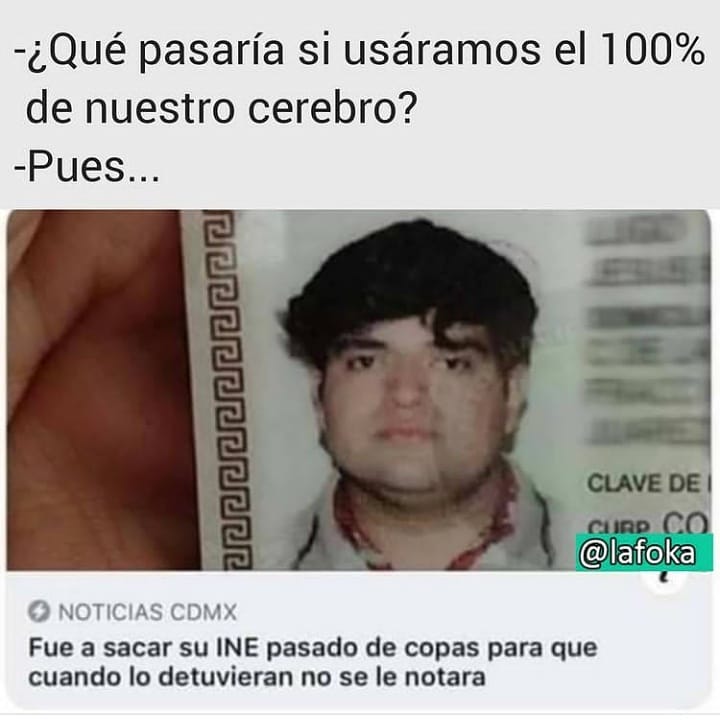 -¿Qué pasaría si usáramos el 100%
de nuestro cerebro?
-Pues...
CLAVE DE
CURP CO
@lafoka
NOTICIAS CDMX
Fue a sacar su INE pasado de copas para que
cuando lo detuvieran no se le notara